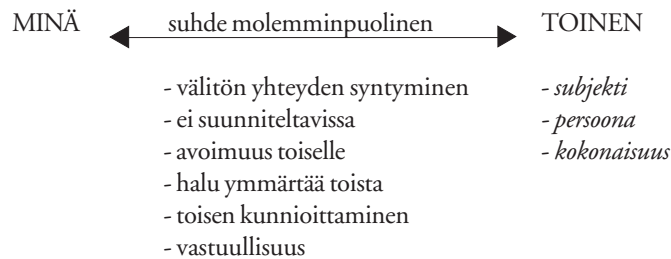 MINÄ suhde molemminpuolinen TOINEN
- välitön yhteyden syntyminen - subjekti
- ei suunniteltavissa - persoona
- avoimuus toiselle - kokonaisuus
- halu ymmärtää toista
- toisen kunnioittaminen
- vastuullisuus